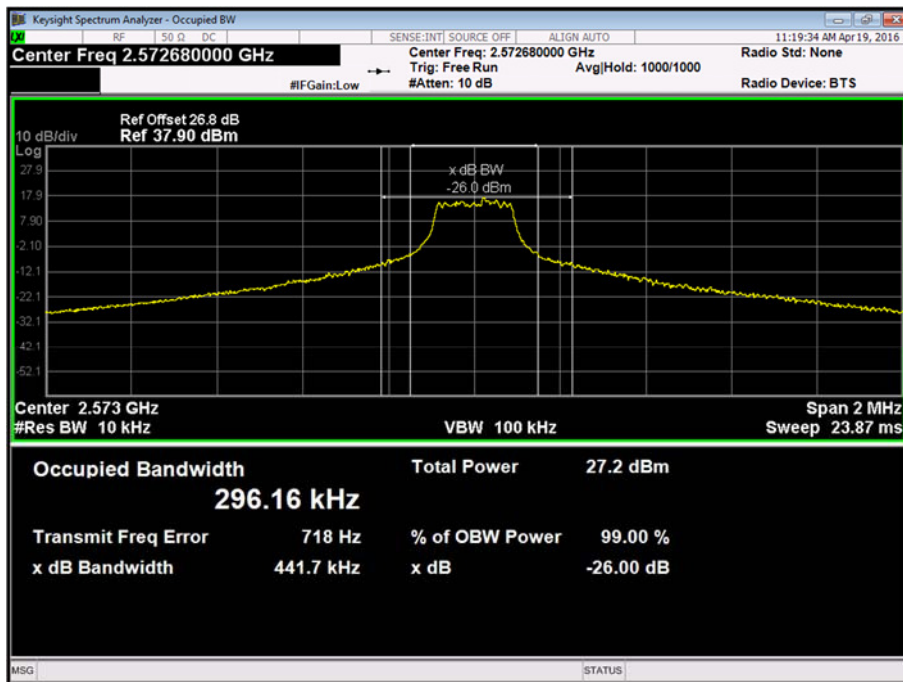 Keysight Spectrum Analyzer - Occupied BW
LXI RF 50 Ω DC SENSE:INT SOURCE OFF ALIGN AUTO 11:19:34 AM Apr 19, 2016
Center Freq 2.572680000 GHz Center Freq: 2.572680000 GHz Radio Std: None
Trig: Free Run Avg|Hold: 1000/1000
#IFGain:Low #Atten: 10 dB Radio Device: BTS
Ref Offset 26.8 dB
10 dB/div Ref 37.90 dBm
Log
27.9
x dB BW
-26.0 dBm
17.9
7.90
-2.10
-12.1
-22.1
-32.1
-42.1
-52.1
Center 2.573 GHz Span 2 MHz
#Res BW 10 kHz VBW 100 kHz Sweep 23.87 ms
Occupied Bandwidth Total Power 27.2 dBm
296.16 kHz
Transmit Freq Error 718 Hz % of OBW Power 99.00 %
x dB Bandwidth 441.7 kHz x dB -26.00 dB
MSG STATUS